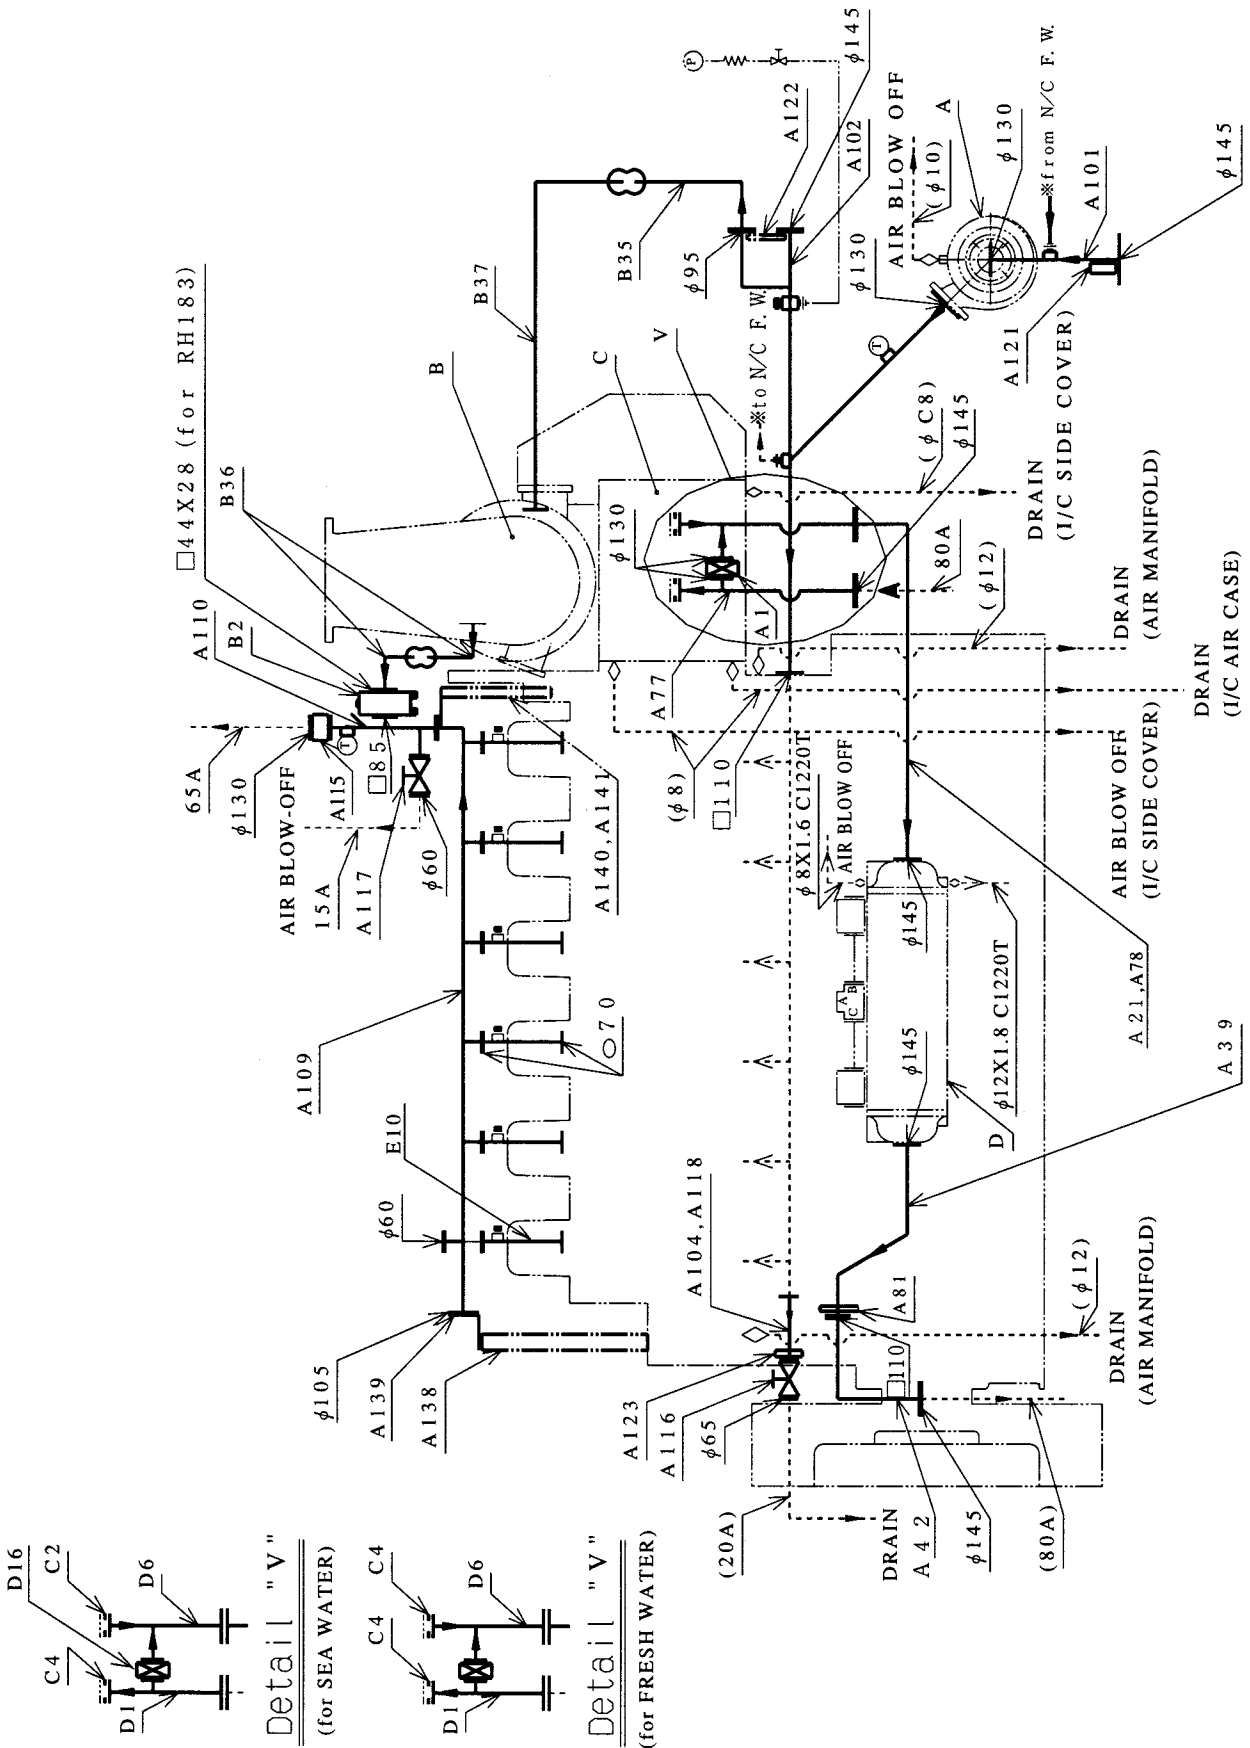 □44X28 (for RH183)
B36
A110
B2
65A
φ130
A115
□85
AIR BLOW-OFF
15A
A117
φ60
A140,A141
A109
○70
E10
φ60
φ105
A139
A138
B
B37
B35
C
V
φ95
A122
φ145
A102
P
AIR BLOW OFF
(φ10)
A
φ130
※from N/C F. W.
A101
φ145
A121
φ130
T
T
※to N/C F. W.
φ130
A1
A77
(φ8)
□110
(φC8)
φ145
80A
DRAIN
(I/C SIDE COVER)
(φ12)
DRAIN
(AIR MANIFOLD)
DRAIN
(I/C AIR CASE)
AIR BLOW OFF
(I/C SIDE COVER)
φ8X1.6 C1220T
AIR BLOW OFF
φ145
φ145
A
B
C
φ12X1.8 C1220T
D
A21,A78
A39
A104,A118
A81
□110
(φ12)
DRAIN
(AIR MANIFOLD)
A123
A116
φ65
(20A)
DRAIN
A42
φ145
(80A)
D16
C2
C4
D6
D1
Detail "V"
(for SEA WATER)
C4
C4
D6
D1
Detail "V"
(for FRESH WATER)